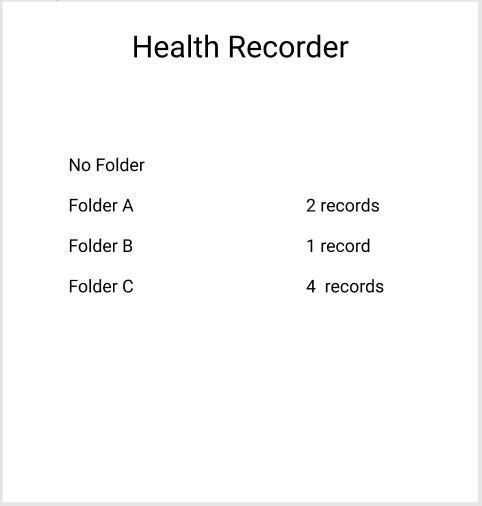 Health Recorder
No Folder
Folder A 2 records
Folder B 1 record
Folder C 4  records